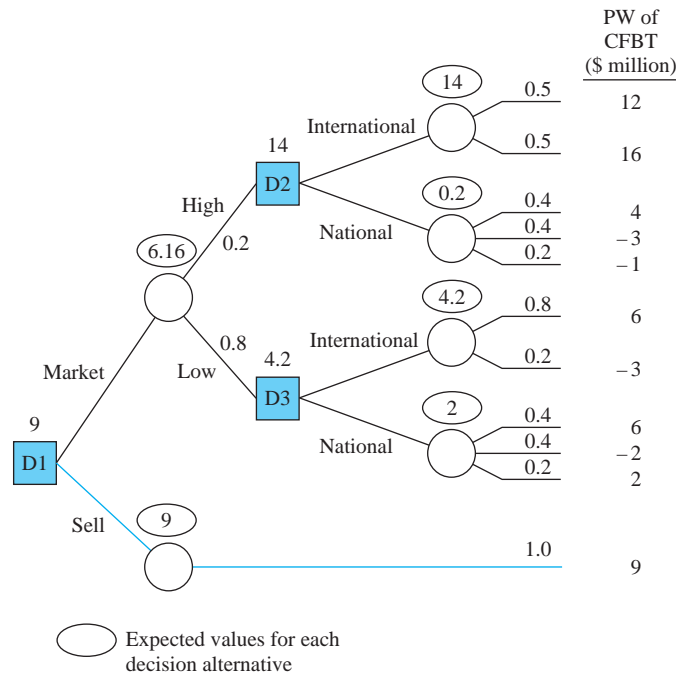 PW of
CFBT
($ million)
14
0.5
12
International
0.5
16
14
D2
High
0.2
0.2
National
0.4
4
0.4
–3
0.2
–1
6.16
4.2
0.8
6
International
0.2
–3
0.8
Low
4.2
D3
Market
2
National
0.4
6
0.4
–2
0.2
2
9
D1
Sell
9
1.0
9
Expected values for each
decision alternative